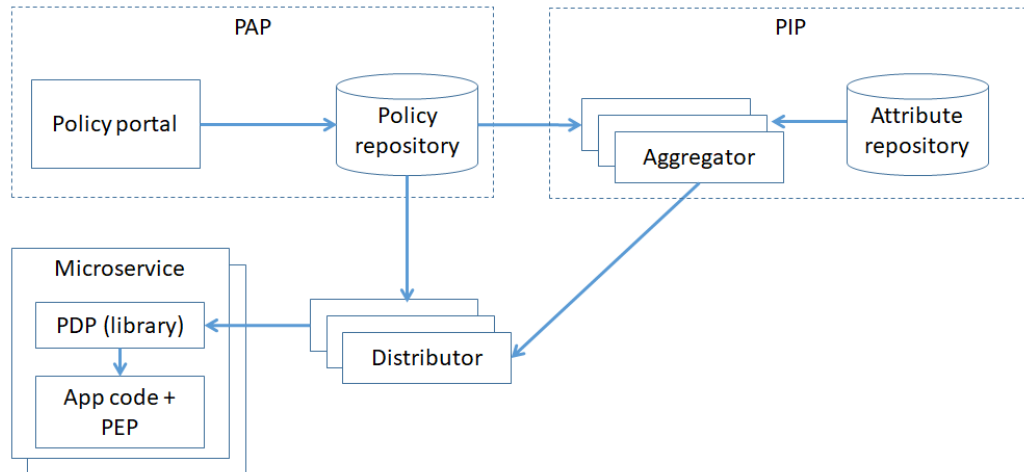 PAP
PIP
Policy portal
Policy
repository
Aggregator
Attribute
repository
Microservice
PDP (library)
App code +
PEP
Distributor